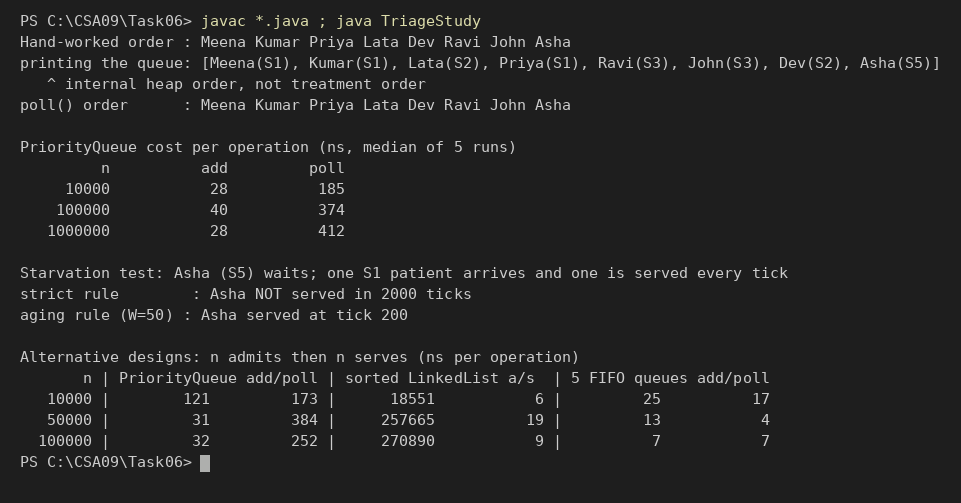 PS C:\CSA09\Task06> javac *.java ; java TriageStudy
Hand-worked order : Meena Kumar Priya Lata Dev Ravi John Asha
printing the queue: [Meena(S1), Kumar(S1), Lata(S2), Priya(S1), Ravi(S3), John(S3), Dev(S2), Asha(S5)]
   ^ internal heap order, not treatment order
poll() order      : Meena Kumar Priya Lata Dev Ravi John Asha

PriorityQueue cost per operation (ns, median of 5 runs)
         n          add         poll
     10000           28          185
    100000           40          374
   1000000           28          412

Starvation test: Asha (S5) waits; one S1 patient arrives and one is served every tick
strict rule        : Asha NOT served in 2000 ticks
aging rule (W=50) : Asha served at tick 200

Alternative designs: n admits then n serves (ns per operation)
       n | PriorityQueue add/poll | sorted LinkedList a/s  | 5 FIFO queues add/poll
   10000 |        121         173 |      18551           6 |         25          17
   50000 |         31         384 |     257665          19 |         13           4
  100000 |         32         252 |     270890           9 |          7           7
PS C:\CSA09\Task06>